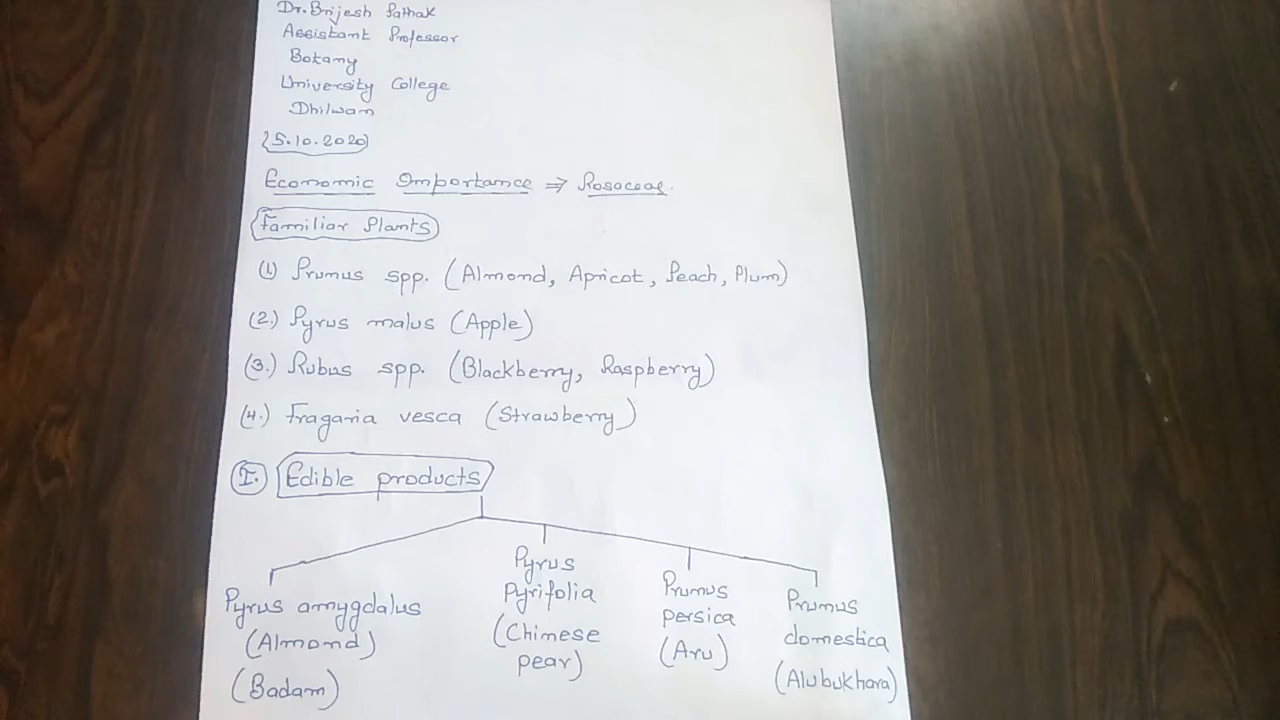 Dr. Brijesh Pathak
Assistant Professor
Botany
University College
Dhilwan
15.10.2020
Economic Importance ⇒ Rosaceae.
Familiar Plants
(1) Prunus spp. (Almond, Apricot, Peach, Plum)
(2.) Pyrus malus (Apple)
(3.) Rubus spp. (Blackberry, Raspberry)
(4.) Fragaria vesca (Strawberry)
I. Edible products
Pyrus amygdalus
(Almond)
(Badam)
Pyrus
Pyrifolia
(Chinese
pear)
Prunus
persica
(Aru)
Prunus
domestica
(Alubukhara)